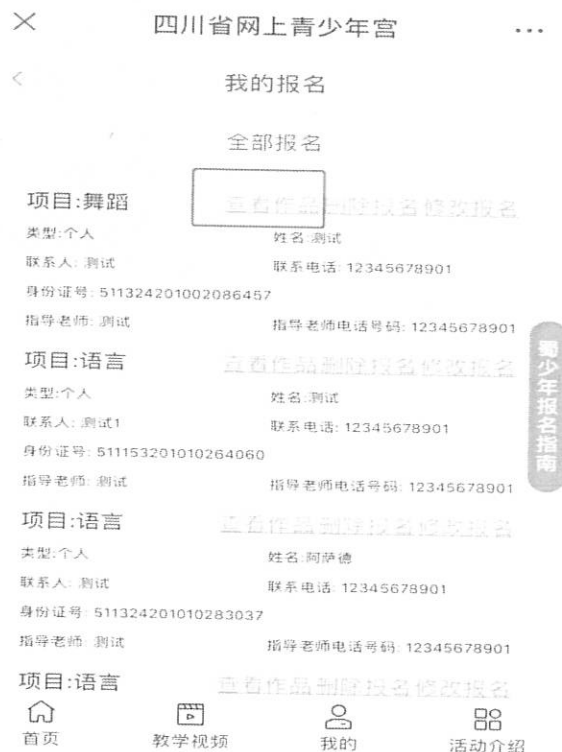 四川省网上青少年宫
我的报名
全部报名
项目:舞蹈 查看作品删除报名修改报名
类型:个人 姓名:测试
联系人: 测试 联系电话: 12345678901
身份证号: 511324201002086457
指导老师: 测试 指导老师电话号码: 12345678901
项目:语言 查看作品删除报名修改报名
类型:个人 姓名:测试
联系人: 测试1 联系电话: 12345678901
身份证号: 511153201010264060
指导老师: 测试 指导老师电话号码: 12345678901
项目:语言 查看作品删除报名修改报名
类型:个人 姓名:阿萨德
联系人: 测试 联系电话: 12345678901
身份证号: 511324201010283037
指导老师: 测试 指导老师电话号码: 12345678901
项目:语言 查看作品删除报名修改报名
蜀少年报名指南
首页 教学视频 我的 活动介绍